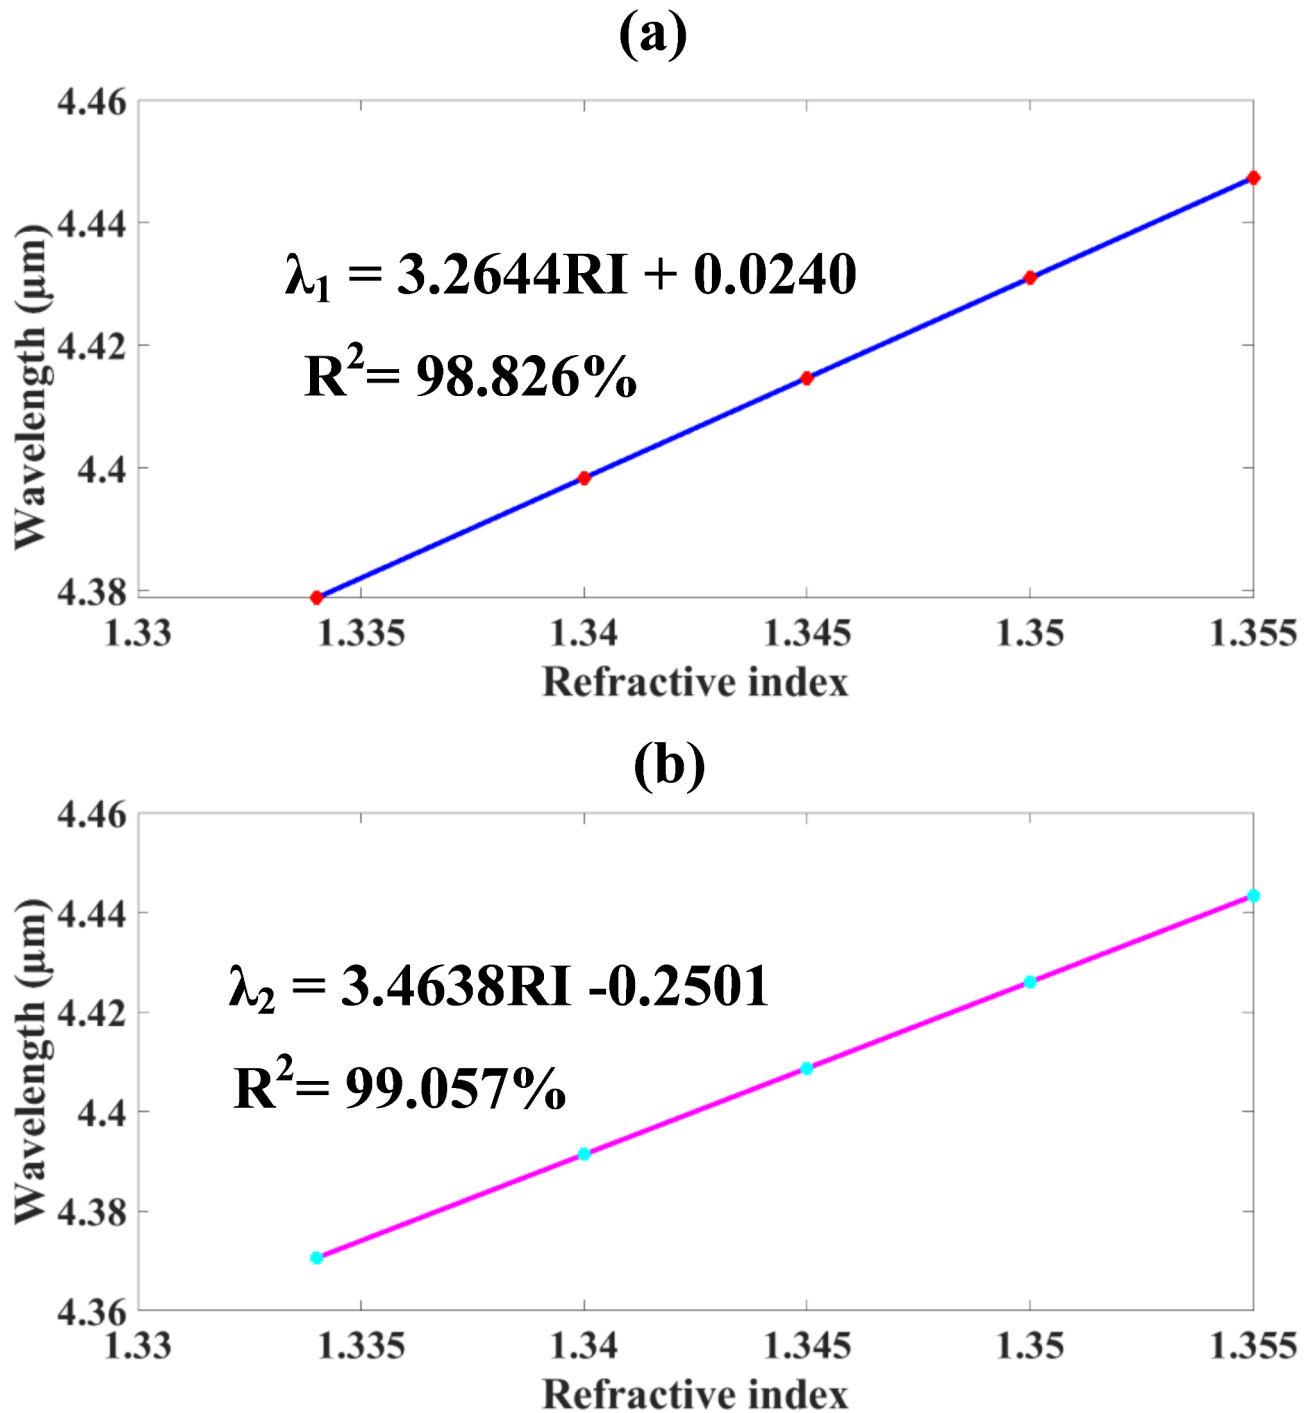 (a)
4.46
4.44
4.42
4.4
4.38
Wavelength (μm)
λ₁ = 3.2644RI + 0.0240
R²= 98.826%
1.33 1.335 1.34 1.345 1.35 1.355
Refractive index
(b)
4.46
4.44
4.42
4.4
4.38
4.36
Wavelength (μm)
λ₂ = 3.4638RI -0.2501
R²= 99.057%
1.33 1.335 1.34 1.345 1.35 1.355
Refractive index